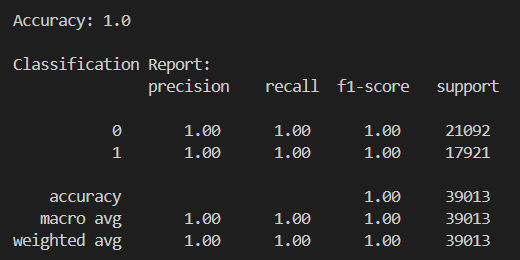 Accuracy: 1.0
Classification Report:
precision recall f1-score support
0 1.00 1.00 1.00 21092
1 1.00 1.00 1.00 17921
accuracy 1.00 39013
macro avg 1.00 1.00 1.00 39013
weighted avg 1.00 1.00 1.00 39013